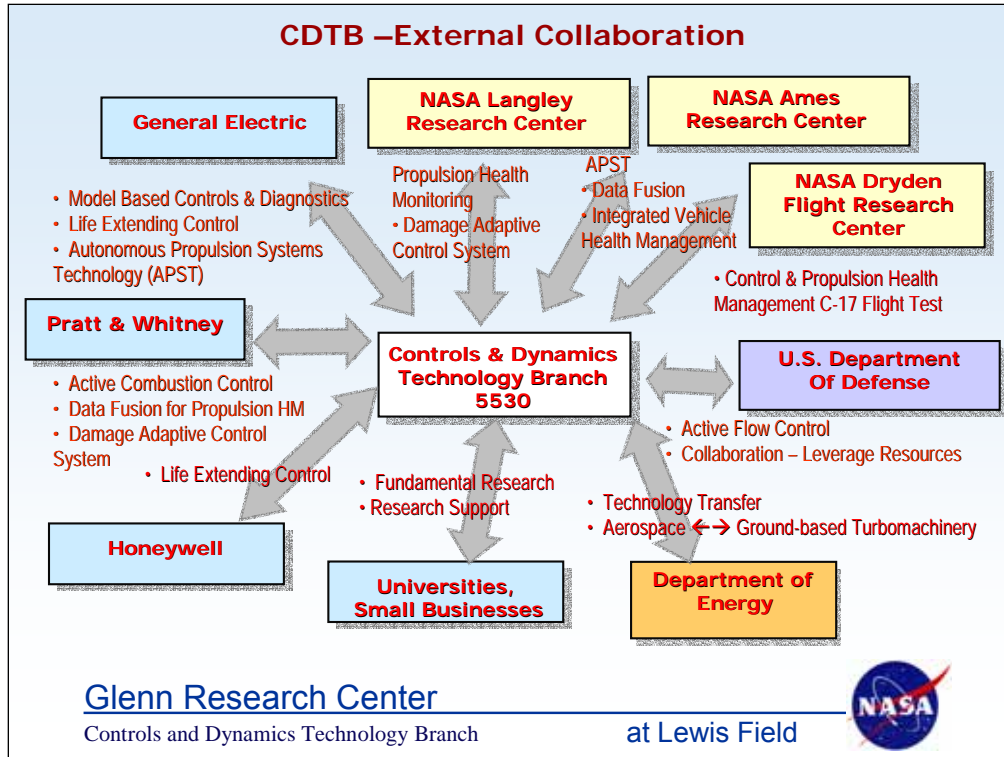 CDTB –External Collaboration
General Electric
NASA Langley
Research Center
NASA Ames
Research Center
NASA Dryden
Flight Research
Center
• Model Based Controls & Diagnostics
• Life Extending Control
• Autonomous Propulsion Systems
Technology (APST)
Propulsion Health
Monitoring
• Damage Adaptive
Control System
APST
• Data Fusion
• Integrated Vehicle
Health Management
• Control & Propulsion Health
Management C-17 Flight Test
Pratt & Whitney
Controls & Dynamics
Technology Branch
5530
U.S. Department
Of Defense
• Active Combustion Control
• Data Fusion for Propulsion HM
• Damage Adaptive Control
System
• Active Flow Control
• Collaboration – Leverage Resources
• Life Extending Control
• Fundamental Research
• Research Support
• Technology Transfer
• Aerospace ←→ Ground-based Turbomachinery
Honeywell
Universities,
Small Businesses
Department of
Energy
Glenn Research Center
Controls and Dynamics Technology Branch
at Lewis Field
NASA